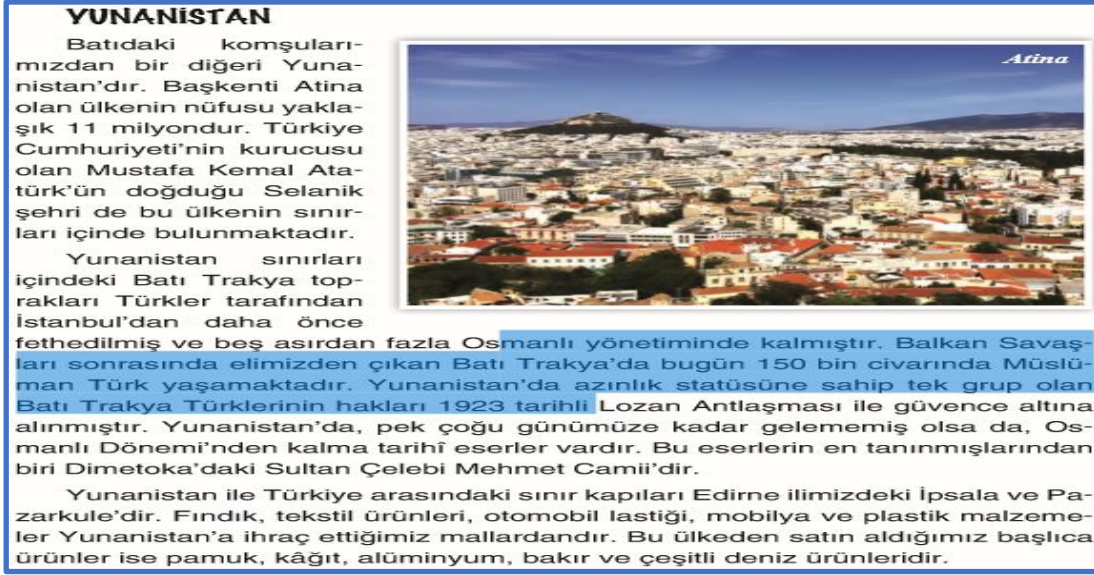 YUNANİSTAN
Batıdaki komşuları-
mızdan bir diğeri Yuna-
nistan'dır. Başkenti Atina
olan ülkenin nüfusu yakla-
şık 11 milyondur. Türkiye
Cumhuriyeti'nin kurucusu
olan Mustafa Kemal Ata-
türk'ün doğduğu Selanik
şehri de bu ülkenin sınır-
ları içinde bulunmaktadır.
Atina
Yunanistan sınırları
içindeki Batı Trakya top-
rakları Türkler tarafından
İstanbul'dan daha önce
fethedilmiş ve beş asırdan fazla Osmanlı yönetiminde kalmıştır. Balkan Savaş-
ları sonrasında elimizden çıkan Batı Trakya'da bugün 150 bin civarında Müslü-
man Türk yaşamaktadır. Yunanistan'da azınlık statüsüne sahip tek grup olan
Batı Trakya Türklerinin hakları 1923 tarihli Lozan Antlaşması ile güvence altına
alınmıştır. Yunanistan'da, pek çoğu günümüze kadar gelememiş olsa da, Os-
manlı Dönemi'nden kalma tarihî eserler vardır. Bu eserlerin en tanınmışlarından
biri Dimetoka'daki Sultan Çelebi Mehmet Camii'dir.
Yunanistan ile Türkiye arasındaki sınır kapıları Edirne ilimizdeki İpsala ve Pa-
zarkule'dir. Fındık, tekstil ürünleri, otomobil lastiği, mobilya ve plastik malzeme-
ler Yunanistan'a ihraç ettiğimiz mallardandır. Bu ülkeden satın aldığımız başlıca
ürünler ise pamuk, kâğıt, alüminyum, bakır ve çeşitli deniz ürünleridir.